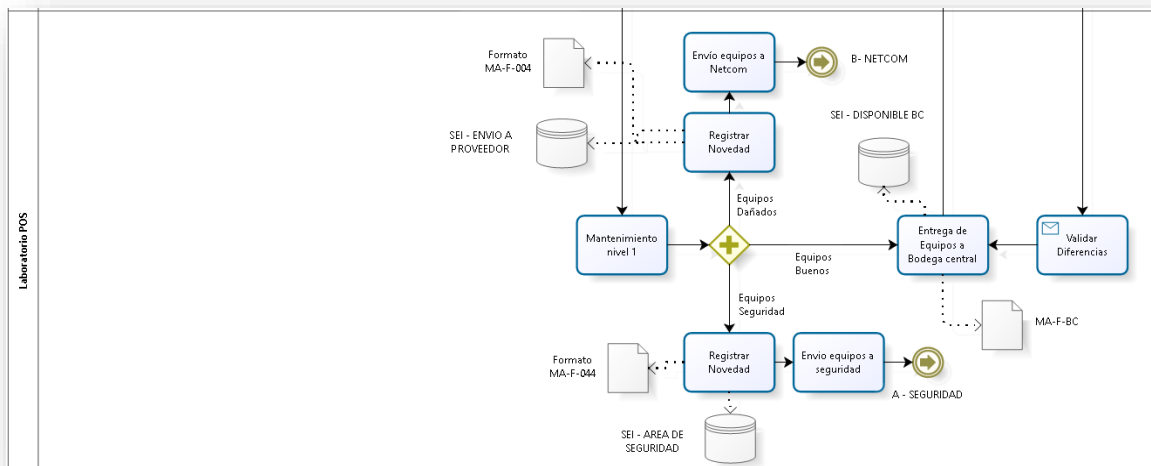 Laboratorio POS
Formato
MA-F-004
Envío equipos a
Netcom
B- NETCOM
SEI - ENVIO A
PROVEEDOR
Registrar
Novedad
SEI - DISPONIBLE BC
Equipos
Dañados
Mantenimiento
nivel 1
Equipos
Buenos
Entrega de
Equipos a
Bodega central
Validar
Diferencias
Equipos
Seguridad
MA-F-BC
Formato
MA-F-044
Registrar
Novedad
Envio equipos a
seguridad
A - SEGURIDAD
SEI - AREA DE
SEGURIDAD